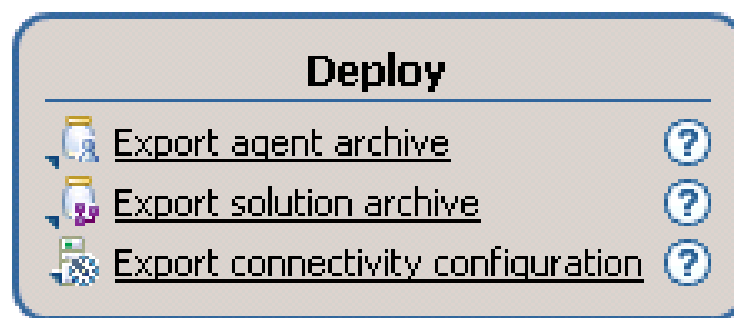 Deploy
Export agent archive
?
Export solution archive
?
Export connectivity configuration
?